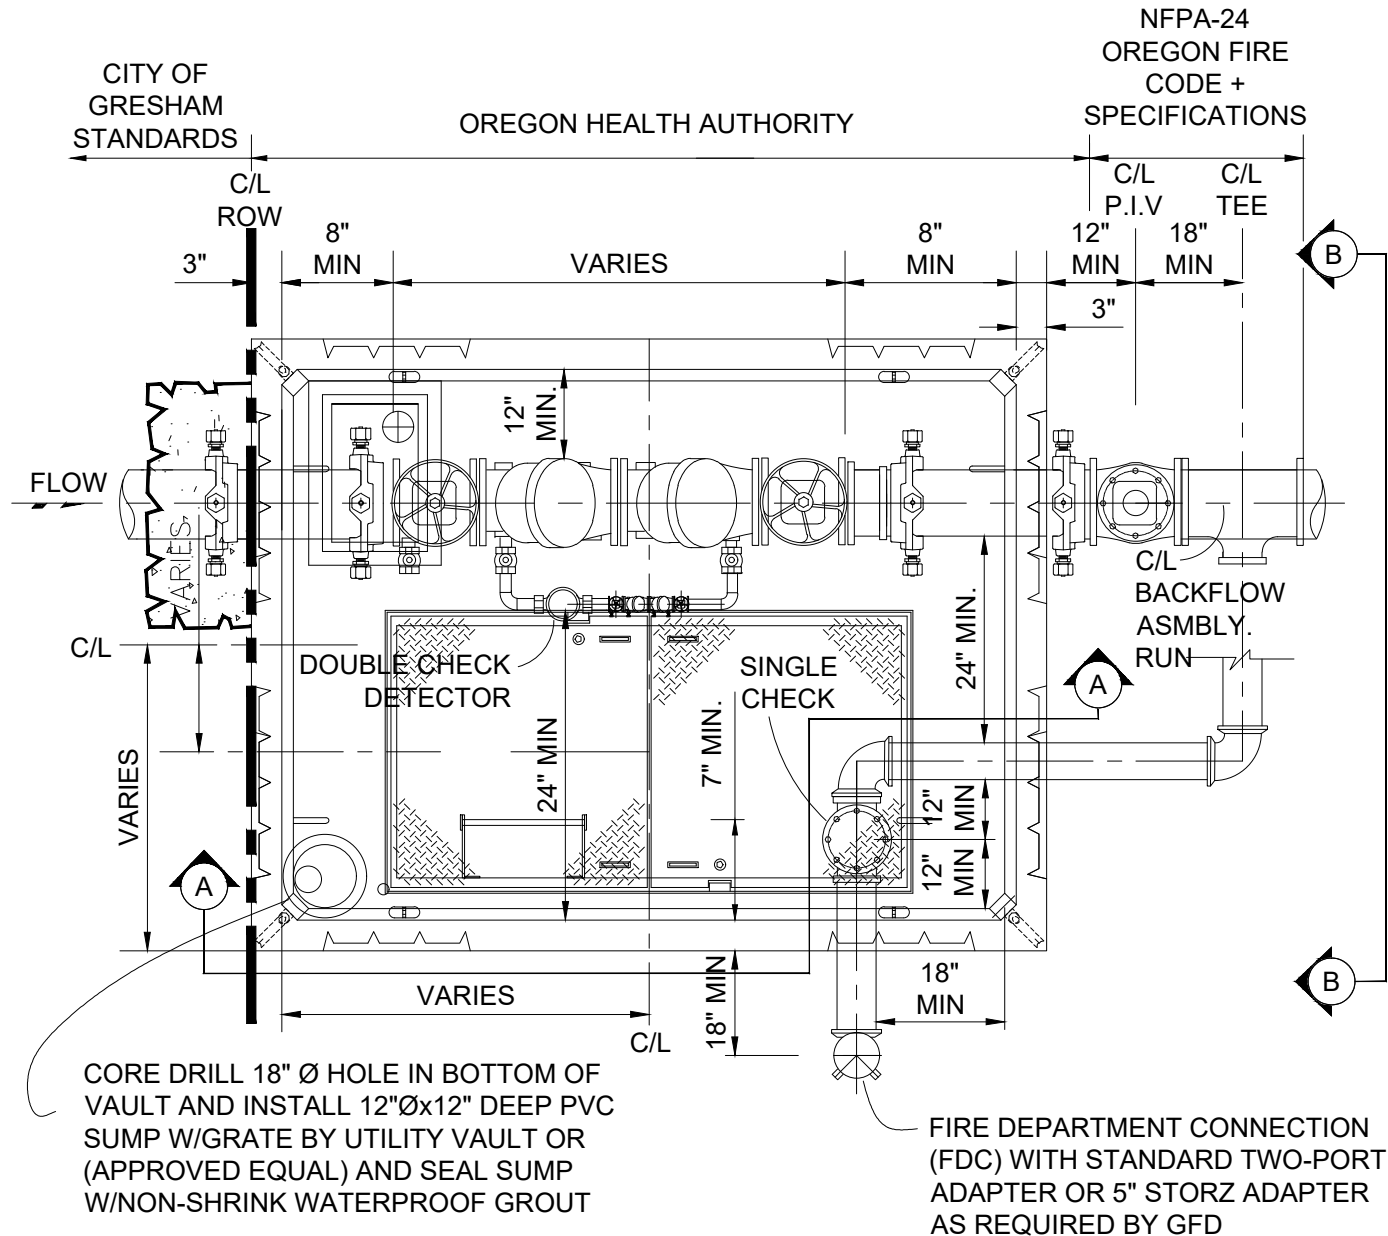 NFPA-24
OREGON FIRE
CODE +
SPECIFICATIONS
CITY OF
GRESHAM
STANDARDS
OREGON HEALTH AUTHORITY
C/L
ROW
C/L
P.I.V
C/L
TEE
3"
8"
MIN
VARIES
8"
MIN
12"
MIN
18"
MIN
3"
B
12"
MIN.
FLOW
VARIES
C/L
BACKFLOW
ASMBLY.
RUN
24" MIN.
C/L
DOUBLE CHECK
DETECTOR
SINGLE
CHECK
A
VARIES
24" MIN
7" MIN.
12"
MIN
12"
MIN
A
B
VARIES
C/L
18" MIN
18"
MIN
CORE DRILL 18" Ø HOLE IN BOTTOM OF
VAULT AND INSTALL 12"Øx12" DEEP PVC
SUMP W/GRATE BY UTILITY VAULT OR
(APPROVED EQUAL) AND SEAL SUMP
W/NON-SHRINK WATERPROOF GROUT
FIRE DEPARTMENT CONNECTION
(FDC) WITH STANDARD TWO-PORT
ADAPTER OR 5" STORZ ADAPTER
AS REQUIRED BY GFD